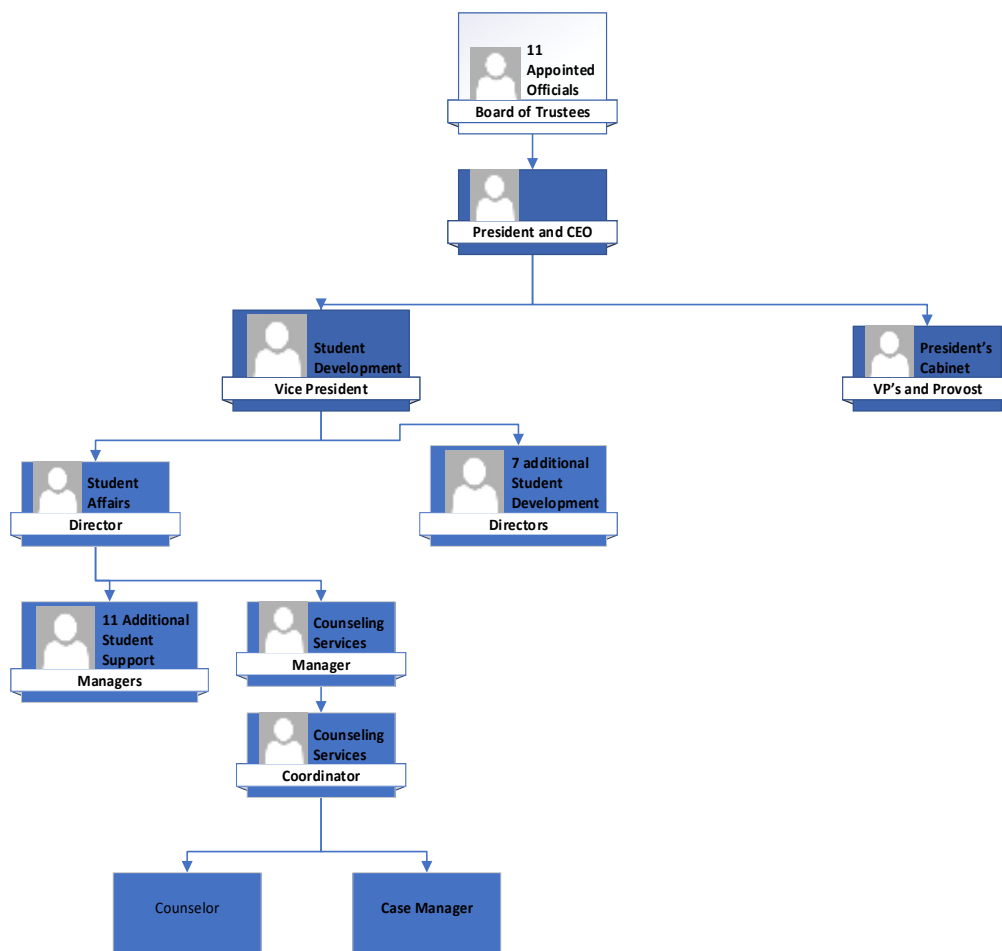 11
Appointed
Officials
Board of Trustees
President and CEO
Student
Development
Vice President
President’s
Cabinet
VP's and Provost
Student
Affairs
Director
7 additional
Student
Development
Directors
11 Additional
Student
Support
Managers
Counseling
Services
Manager
Counseling
Services
Coordinator
Counselor
Case Manager